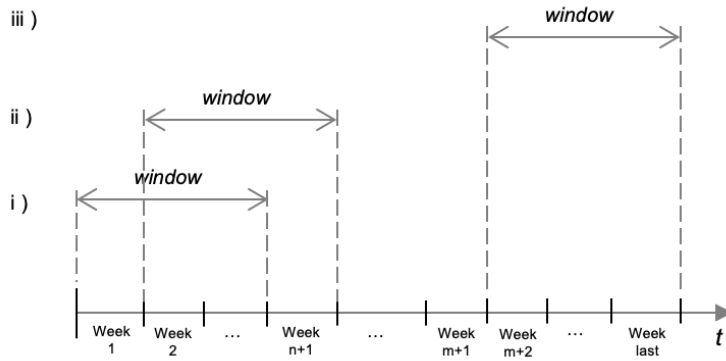 iii )
window
window
ii )
window
i )
Week Week ... Week ... Week Week ... Week t
1 2 n+1 m+1 m+2 last